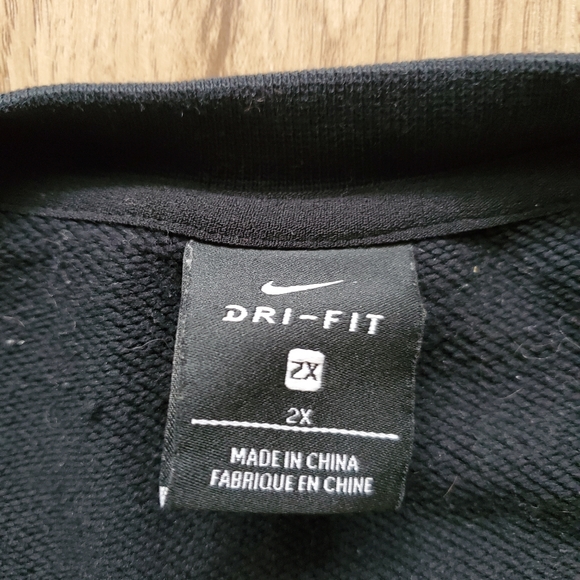 DRI-FIT
2X
2X
MADE IN CHINA
FABRIQUE EN CHINE